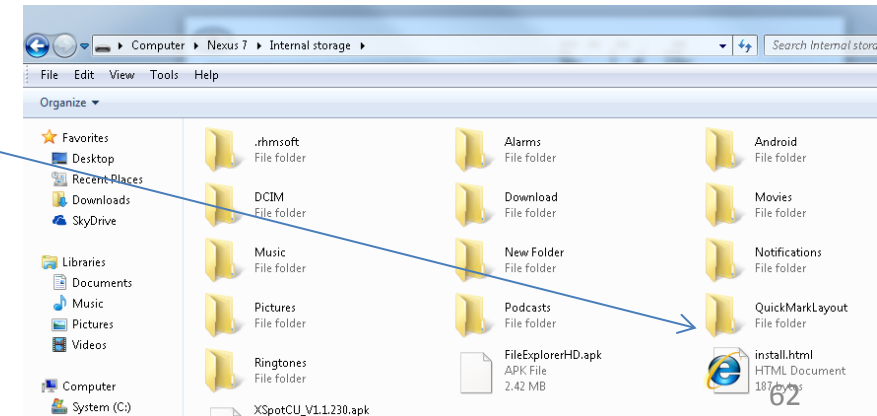 Computer ▸ Nexus 7 ▸ Internal storage ▸
Search Internal stora
File Edit View Tools Help
Organize
Favorites
Desktop
Recent Places
Downloads
SkyDrive
Libraries
Documents
Music
Pictures
Videos
Computer
System (C:)
.rhmsoft
File folder
Alarms
File folder
Android
File folder
DCIM
File folder
Download
File folder
Movies
File folder
Music
File folder
New Folder
File folder
Notifications
File folder
Pictures
File folder
Podcasts
File folder
QuickMarkLayout
File folder
Ringtones
File folder
FileExplorerHD.apk
APK File
2.42 MB
install.html
HTML Document
187 bytes
XSpotCU_V1.1.230.apk
62